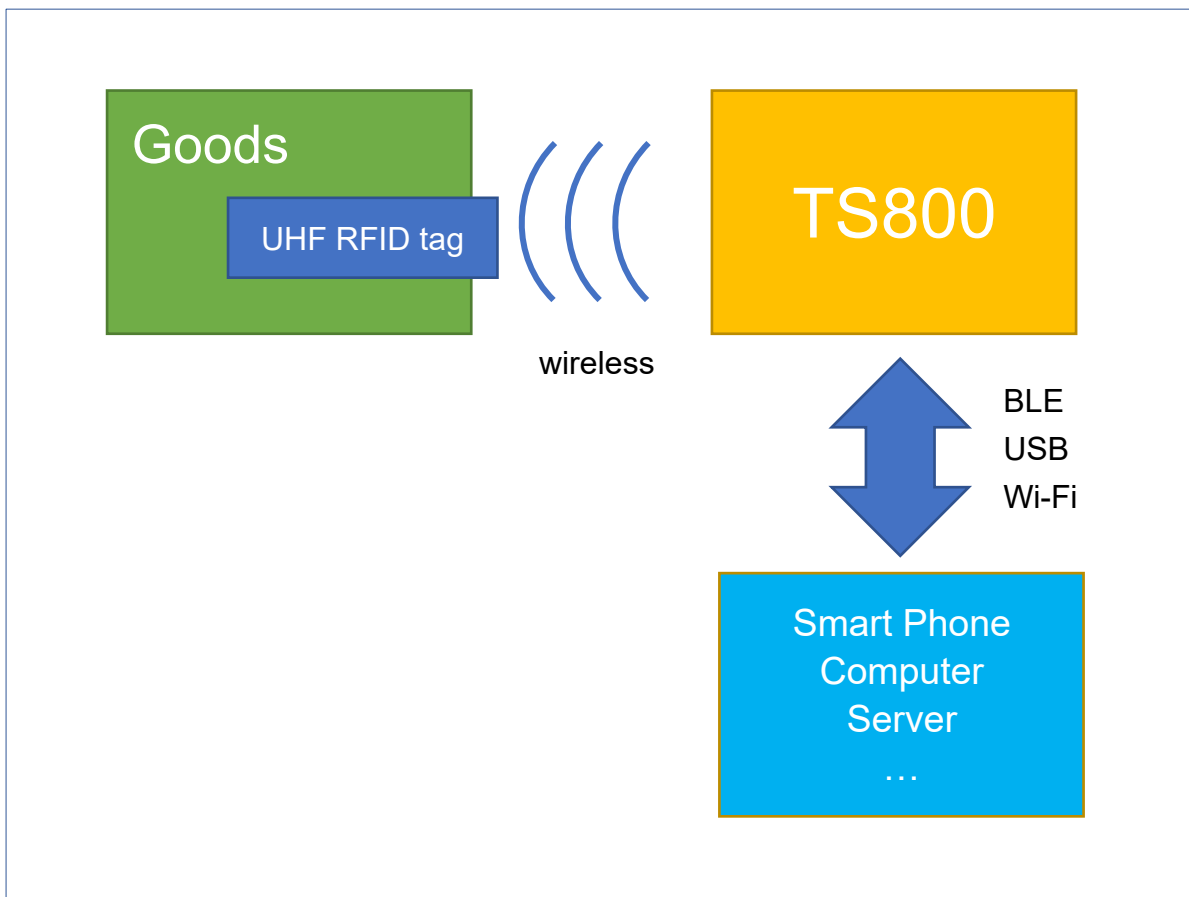 Goods
UHF RFID tag
TS800
wireless
BLE
USB
Wi-Fi
Smart Phone
Computer
Server
…